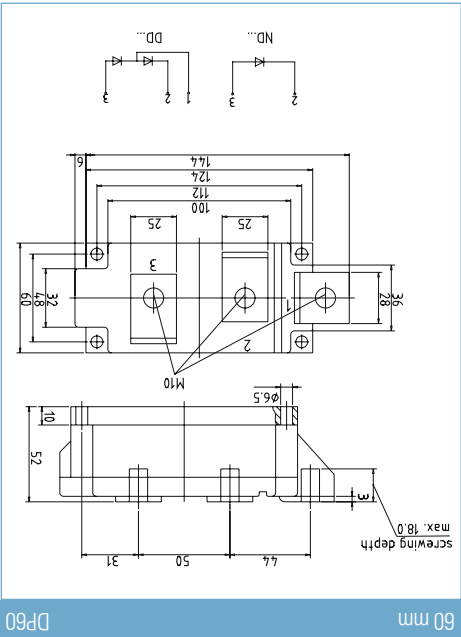 60 mm DP60
screwing depth
max. 18.0
44 50 31
3
52
10
ø6.5
M10
2
36
28
1
32
48
60
3
25 25
100
112
124
144 6
2 3 1 2 3
ND... DD...